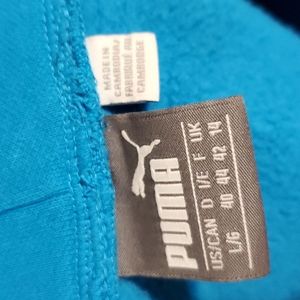 MADE IN
CAMBODIA/
FABRIQUÉ AU
CAMBODGE
PUMA
US/CAN D I/E F UK
L/G 40 44 42 14